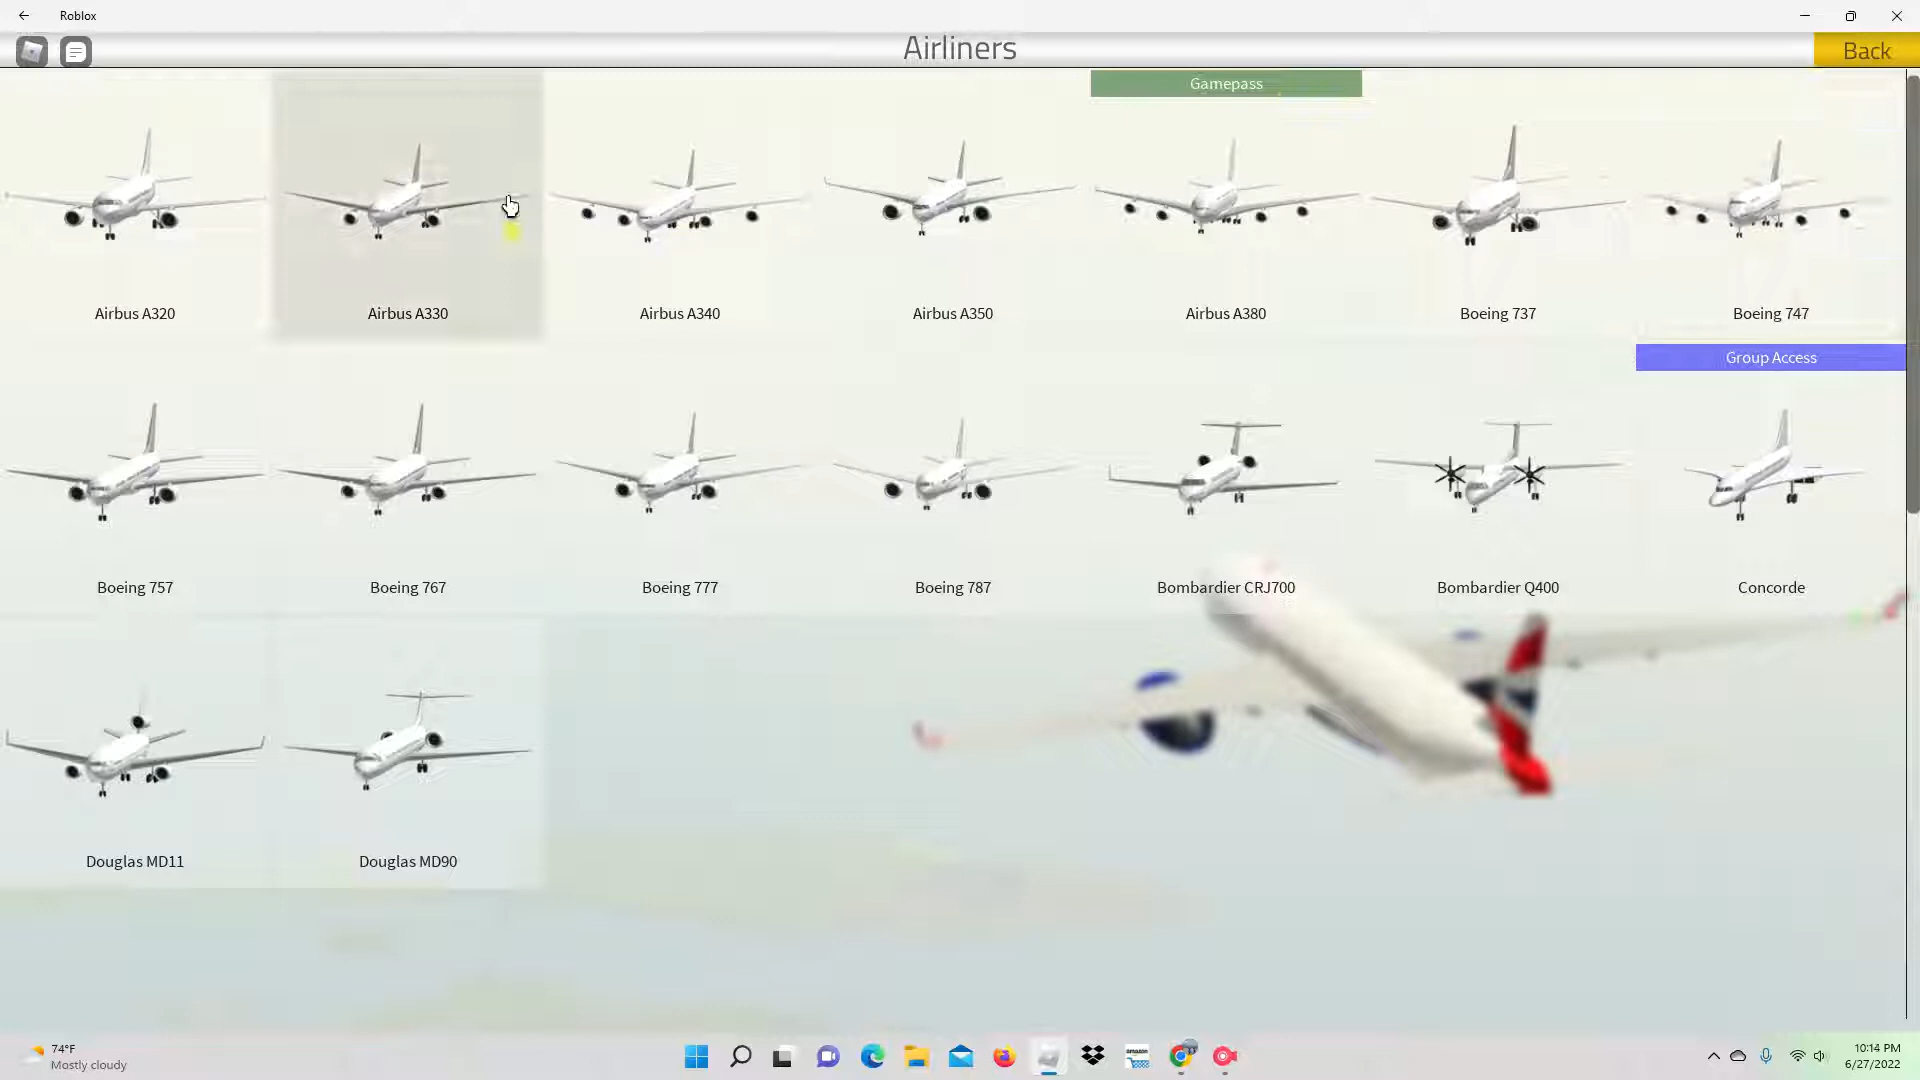 Roblox
Airliners
Back
Gamepass
Airbus A320
Airbus A330
Airbus A340
Airbus A350
Airbus A380
Boeing 737
Boeing 747
Group Access
Boeing 757
Boeing 767
Boeing 777
Boeing 787
Bombardier CRJ700
Bombardier Q400
Concorde
Douglas MD11
Douglas MD90
74°F
Mostly cloudy
amazon
10:14 PM
6/27/2022